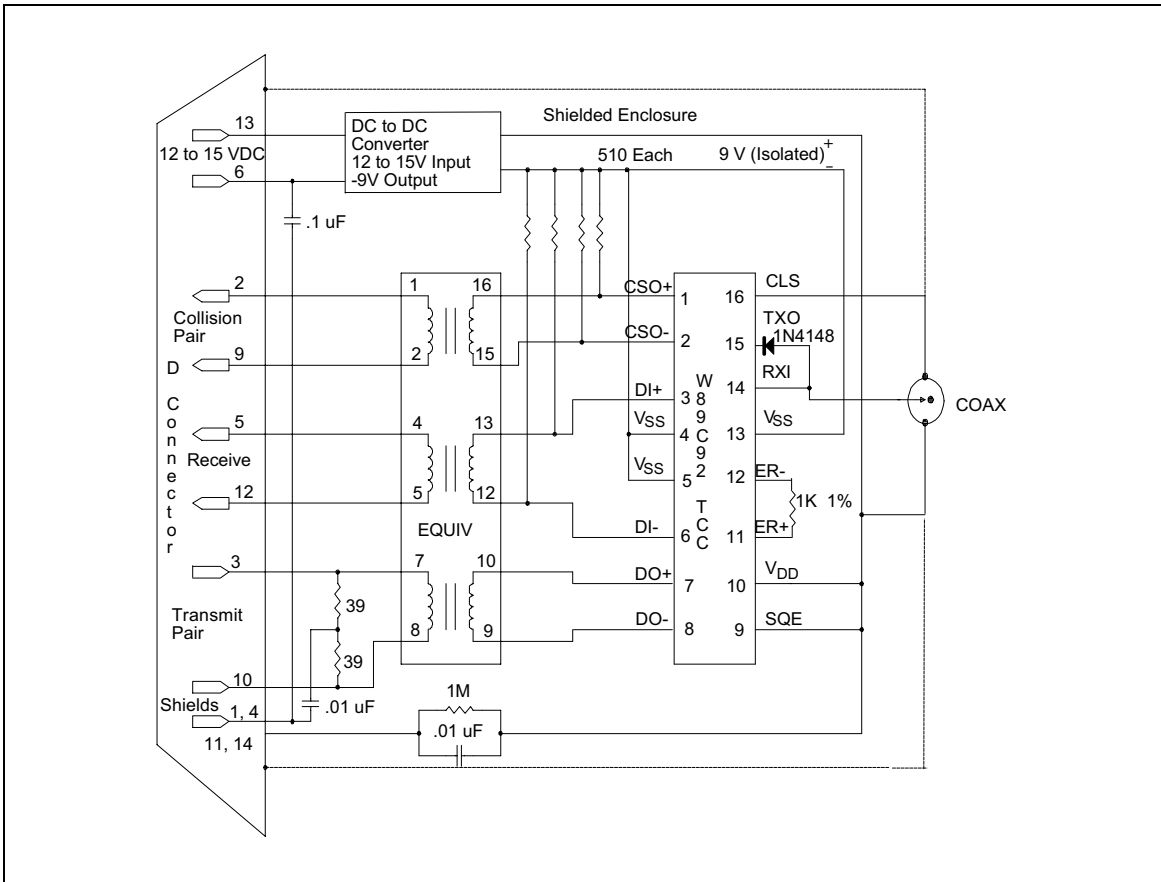 Shielded Enclosure
13
DC to DC
Converter
12 to 15V Input
-9V Output
12 to 15 VDC
6
510 Each
9 V (Isolated)
+
-
.1 uF
2
Collision
Pair
9
D Connector
5
Receive
12
3
Transmit
Pair
10
Shields
1, 4
11, 14
39
39
.01 uF
1
16
2
15
4
13
5
12
EQUIV
7
10
8
9
1M
.01 uF
CSO+
CSO-
DI+
VSS
VSS
DI-
DO+
DO-
1
2
3
4
5
6
7
8
W89C92 TCC
16
15
14
13
12
11
10
9
CLS
TXO
1N4148
RXI
VSS
ER-
1K 1%
ER+
VDD
SQE
COAX